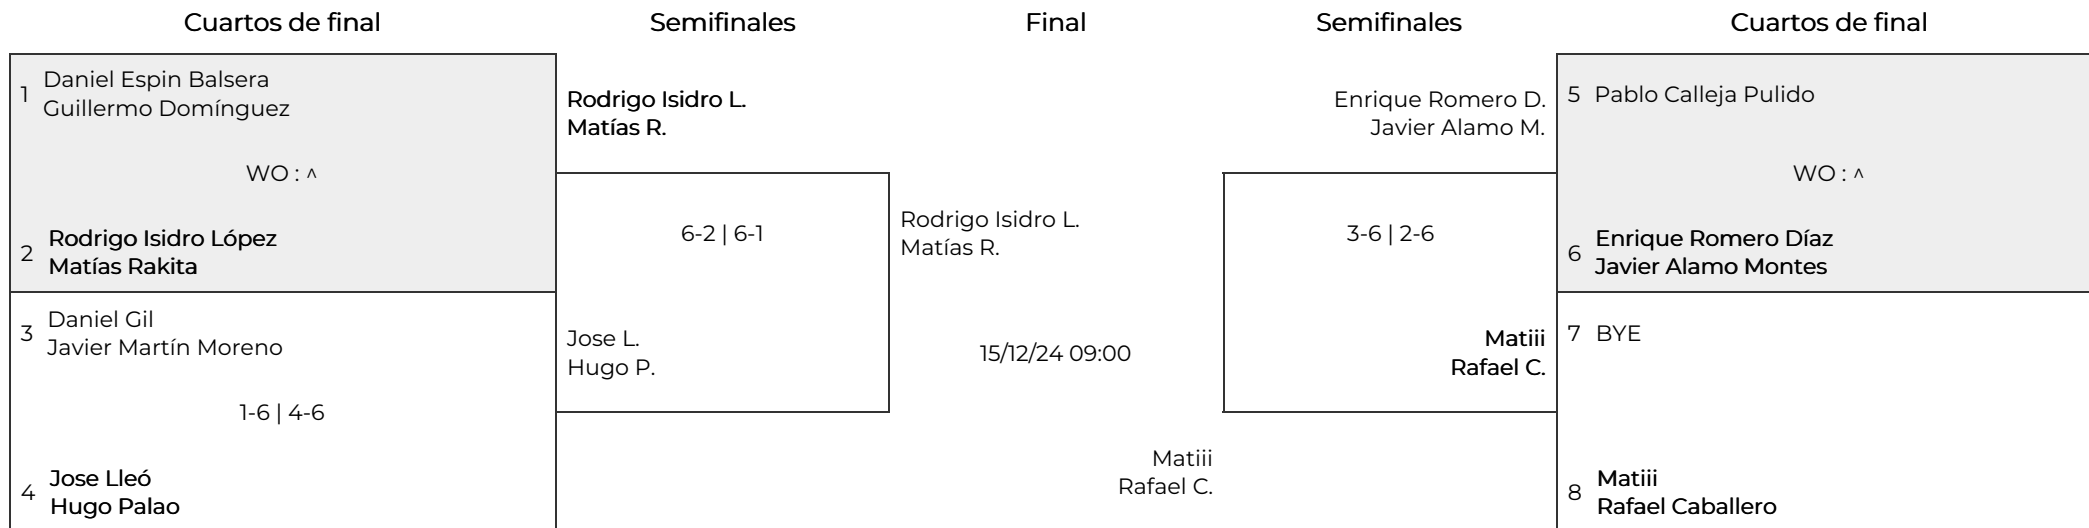 Cuartos de final
Semifinales
Final
Semifinales
Cuartos de final
1
Daniel Espin Balsera
Guillermo Domínguez
WO : ^
2
Rodrigo Isidro López
Matías Rakita
3
Daniel Gil
Javier Martín Moreno
1-6 | 4-6
4
Jose Lleó
Hugo Palao
Rodrigo Isidro L.
Matías R.
6-2 | 6-1
Jose L.
Hugo P.
Rodrigo Isidro L.
Matías R.
15/12/24 09:00
Matiii
Rafael C.
Enrique Romero D.
Javier Alamo M.
3-6 | 2-6
Matiii
Rafael C.
5 Pablo Calleja Pulido
WO : ^
6
Enrique Romero Díaz
Javier Alamo Montes
7 BYE
8
Matiii
Rafael Caballero